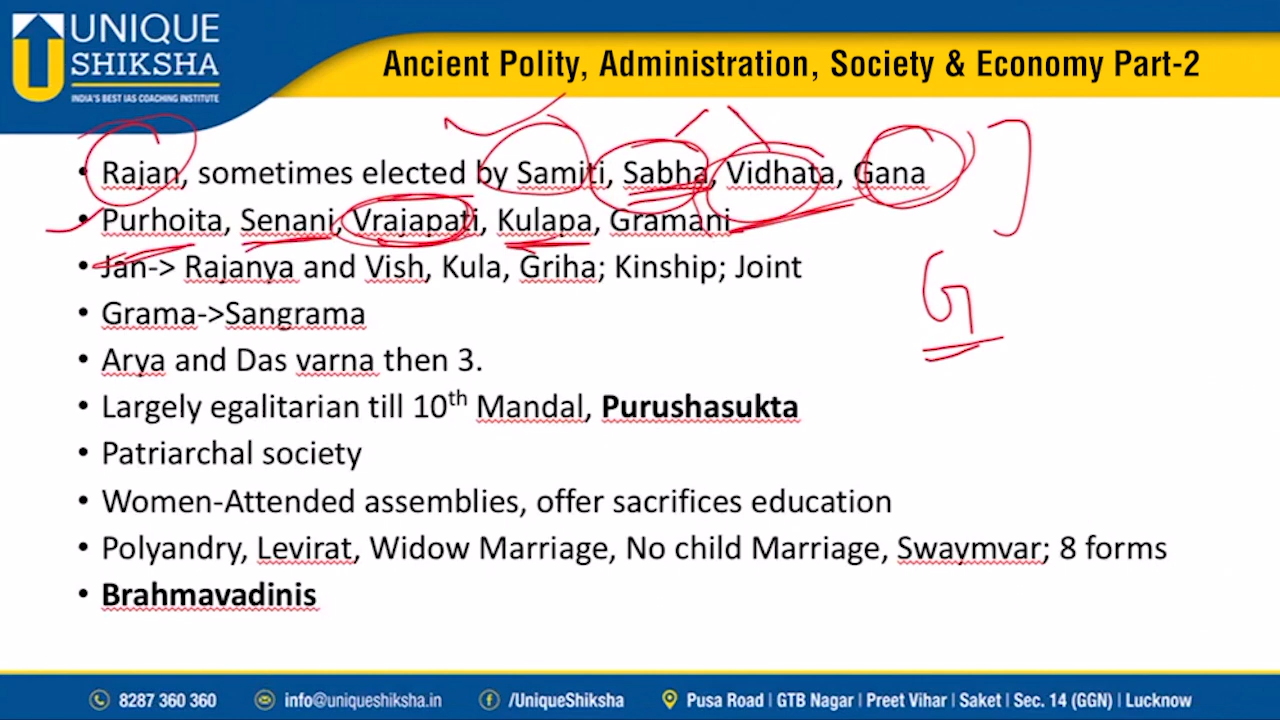 UNIQUE
SHIKSHA
INDIA'S BEST IAS COACHING INSTITUTE
Ancient Polity, Administration, Society & Economy Part-2
• Rajan, sometimes elected by Samiti, Sabha, Vidhata, Gana
• Purhoita, Senani, Vrajapati, Kulapa, Gramani
• Jan-> Rajanya and Vish, Kula, Griha; Kinship; Joint
G
• Grama->Sangrama
• Arya and Das varna then 3.
• Largely egalitarian till 10th Mandal, Purushasukta
• Patriarchal society
• Women-Attended assemblies, offer sacrifices education
• Polyandry, Levirat, Widow Marriage, No child Marriage, Swaymvar; 8 forms
• Brahmavadinis
8287 360 360 info@uniqueshiksha.in /UniqueShiksha Pusa Road | GTB Nagar | Preet Vihar | Saket | Sec. 14 (GGN) | Lucknow